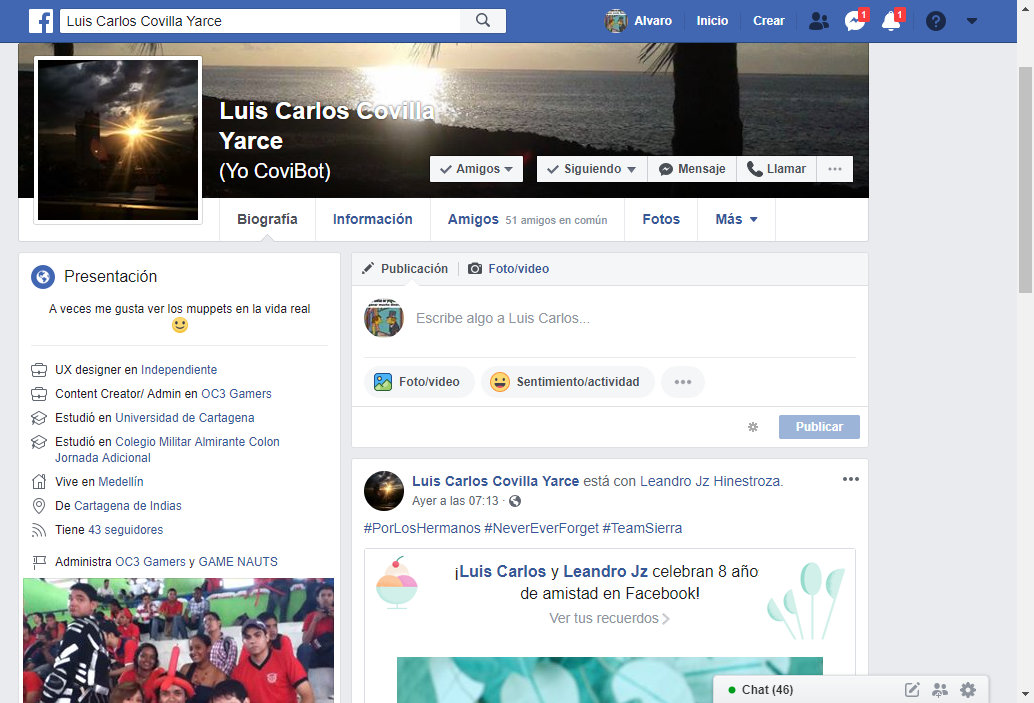 Luis Carlos Covilla Yarce
Alvaro
Inicio
Crear
1
1
Luis Carlos Covilla
Yarce
(Yo CoviBot)
Amigos
Siguiendo
Mensaje
Llamar
Biografía
Información
Amigos 51 amigos en común
Fotos
Más
Presentación
A veces me gusta ver los muppets en la vida real
UX designer en Independiente
Content Creator/ Admin en OC3 Gamers
Estudió en Universidad de Cartagena
Estudió en Colegio Militar Almirante Colon
Jornada Adicional
Vive en Medellín
De Cartagena de Indias
Tiene 43 seguidores
Administra OC3 Gamers y GAME NAUTS
Publicación
Foto/video
Escribe algo a Luis Carlos...
Foto/video
Sentimiento/actividad
Publicar
Luis Carlos Covilla Yarce está con Leandro Jz Hinestroza.
Ayer a las 07:13 ·
#PorLosHermanos #NeverEverForget #TeamSierra
¡Luis Carlos y Leandro Jz celebran 8 año
de amistad en Facebook!
Ver tus recuerdos
Chat (46)